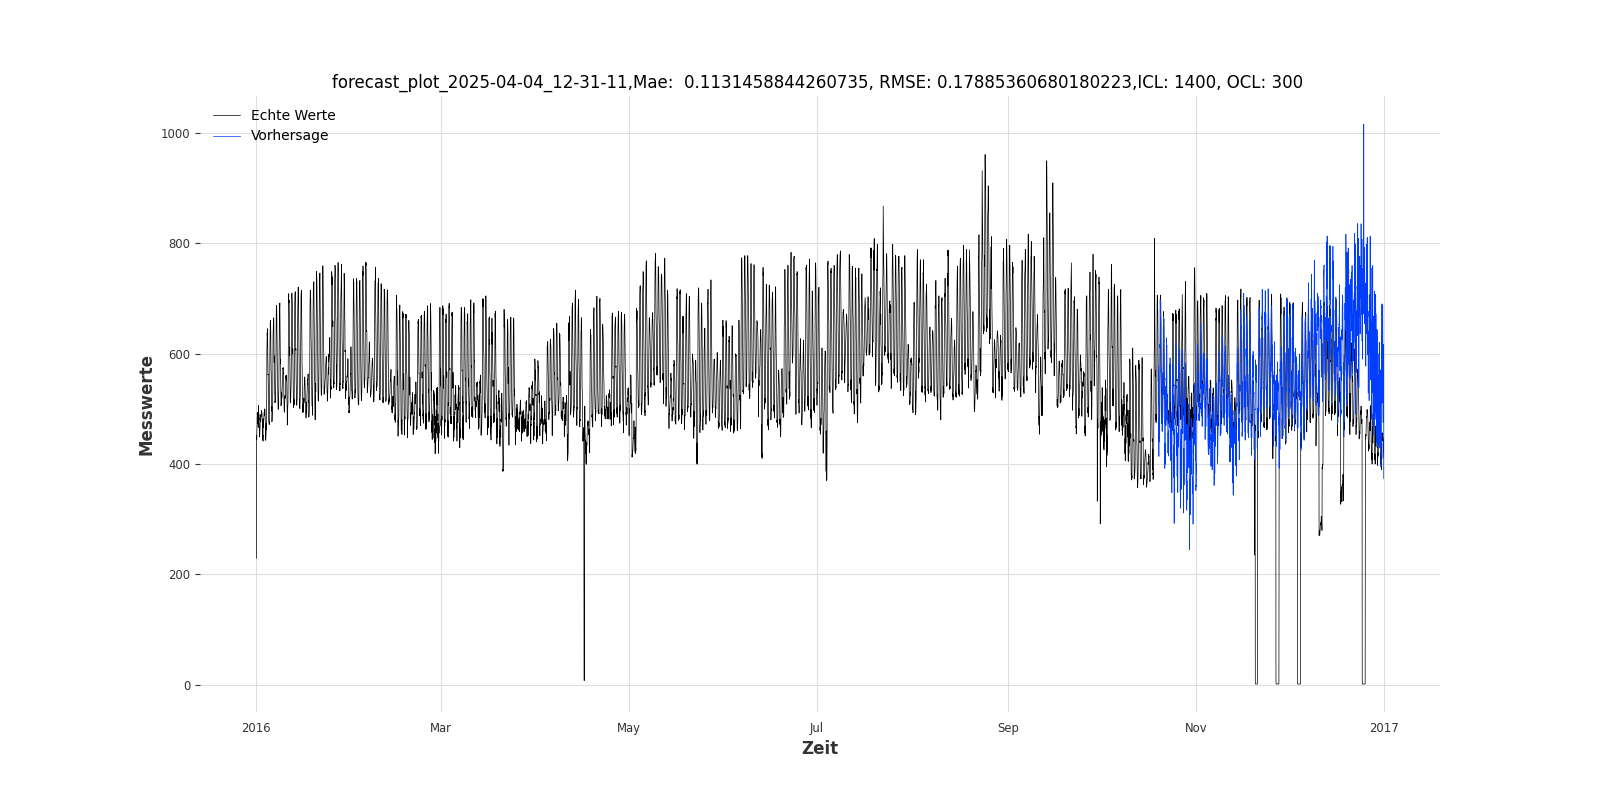 forecast_plot_2025-04-04_12-31-11,Mae:  0.1131458844260735, RMSE: 0.17885360680180223,ICL: 1400, OCL: 300
Echte Werte
Vorhersage
1000
800
600
400
200
0
Messwerte
2016
Mar
May
Jul
Sep
Nov
2017
Zeit